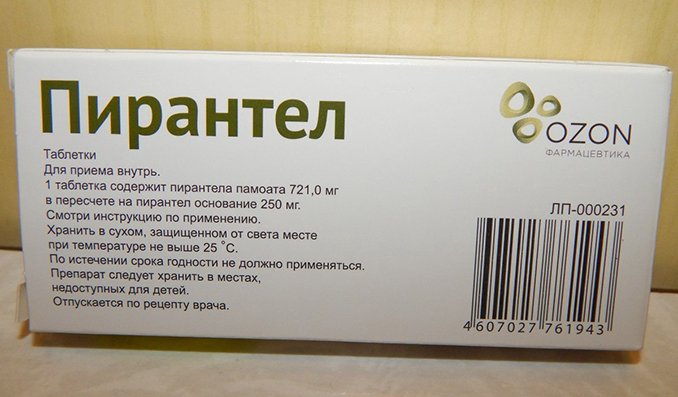 Пирантел
OZON
ФАРМАЦЕВТИКА
Таблетки
Для приема внутрь.
1 таблетка содержит пирантела памоата 721,0 мг
в пересчете на пирантел основание 250 мг.
Смотри инструкцию по применению.
Хранить в сухом, защищенном от света месте
при температуре не выше 25 °С.
По истечении срока годности не должно применяться.
Препарат следует хранить в местах,
недоступных для детей.
Отпускается по рецепту врача.
ЛП-000231
4 607027 761943